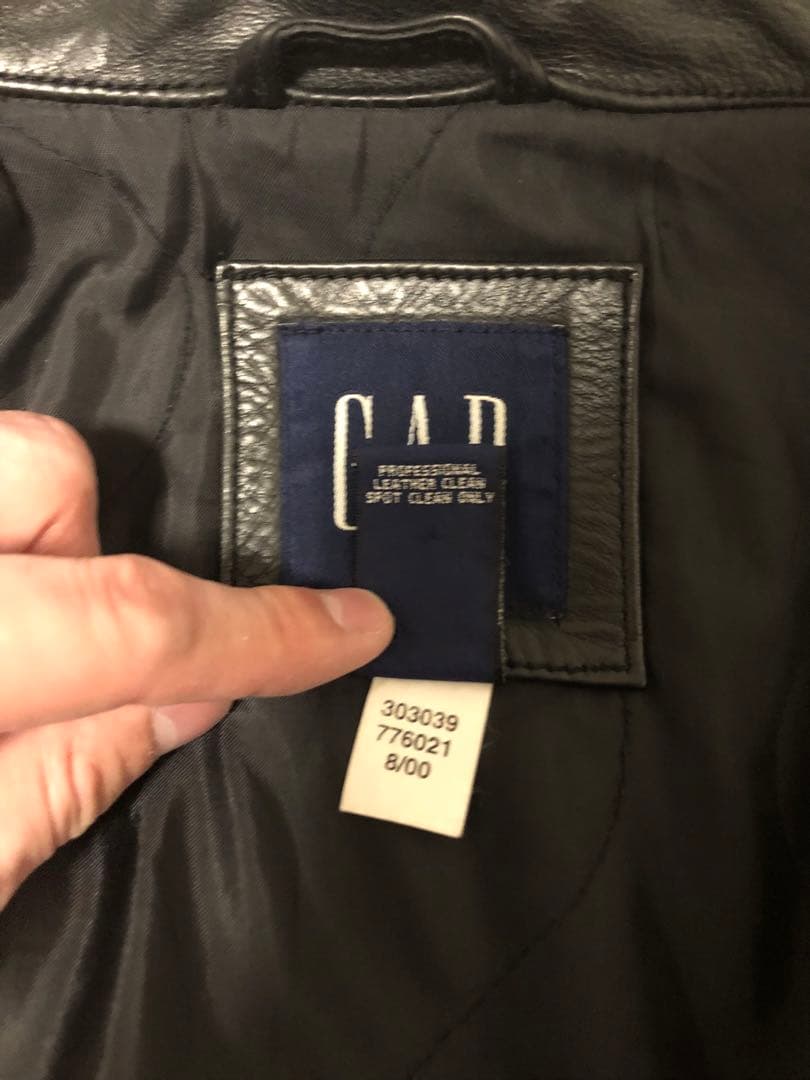 GAP
PROFESSIONAL
LEATHER CLEAN
SPOT CLEAN ONLY
303039
776021
8/00